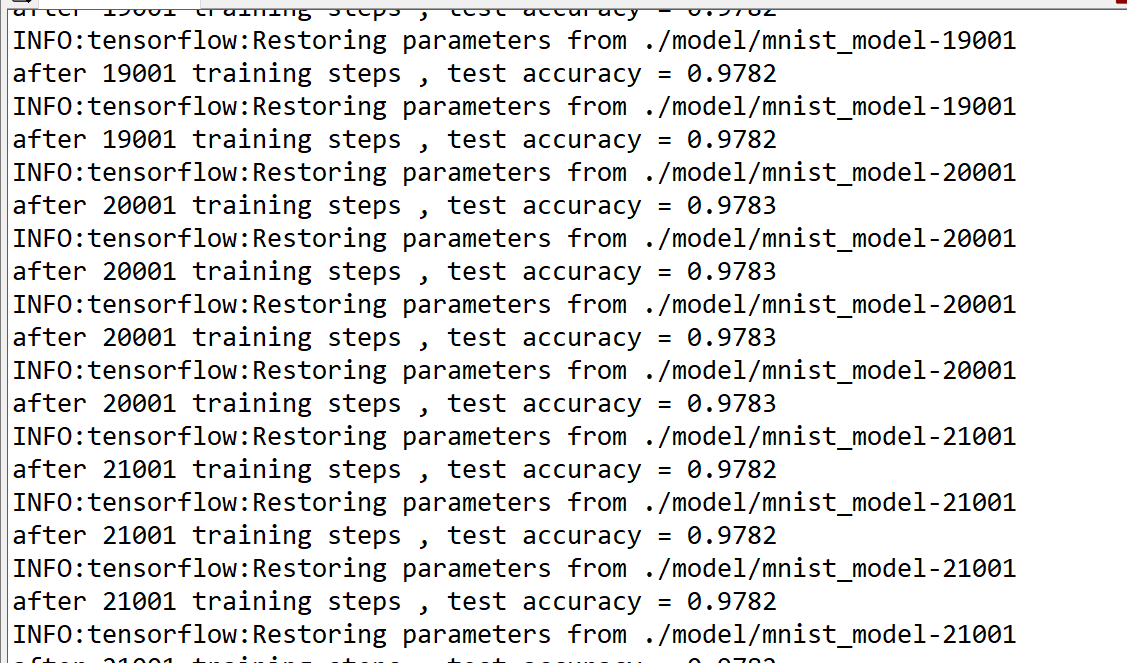 after 19001 training steps , test accuracy = 0.9782
INFO:tensorflow:Restoring parameters from ./model/mnist_model-19001
after 19001 training steps , test accuracy = 0.9782
INFO:tensorflow:Restoring parameters from ./model/mnist_model-19001
after 19001 training steps , test accuracy = 0.9782
INFO:tensorflow:Restoring parameters from ./model/mnist_model-20001
after 20001 training steps , test accuracy = 0.9783
INFO:tensorflow:Restoring parameters from ./model/mnist_model-20001
after 20001 training steps , test accuracy = 0.9783
INFO:tensorflow:Restoring parameters from ./model/mnist_model-20001
after 20001 training steps , test accuracy = 0.9783
INFO:tensorflow:Restoring parameters from ./model/mnist_model-20001
after 20001 training steps , test accuracy = 0.9783
INFO:tensorflow:Restoring parameters from ./model/mnist_model-21001
after 21001 training steps , test accuracy = 0.9782
INFO:tensorflow:Restoring parameters from ./model/mnist_model-21001
after 21001 training steps , test accuracy = 0.9782
INFO:tensorflow:Restoring parameters from ./model/mnist_model-21001
after 21001 training steps , test accuracy = 0.9782
INFO:tensorflow:Restoring parameters from ./model/mnist_model-21001
after 21001 training steps , test accuracy = 0.9782